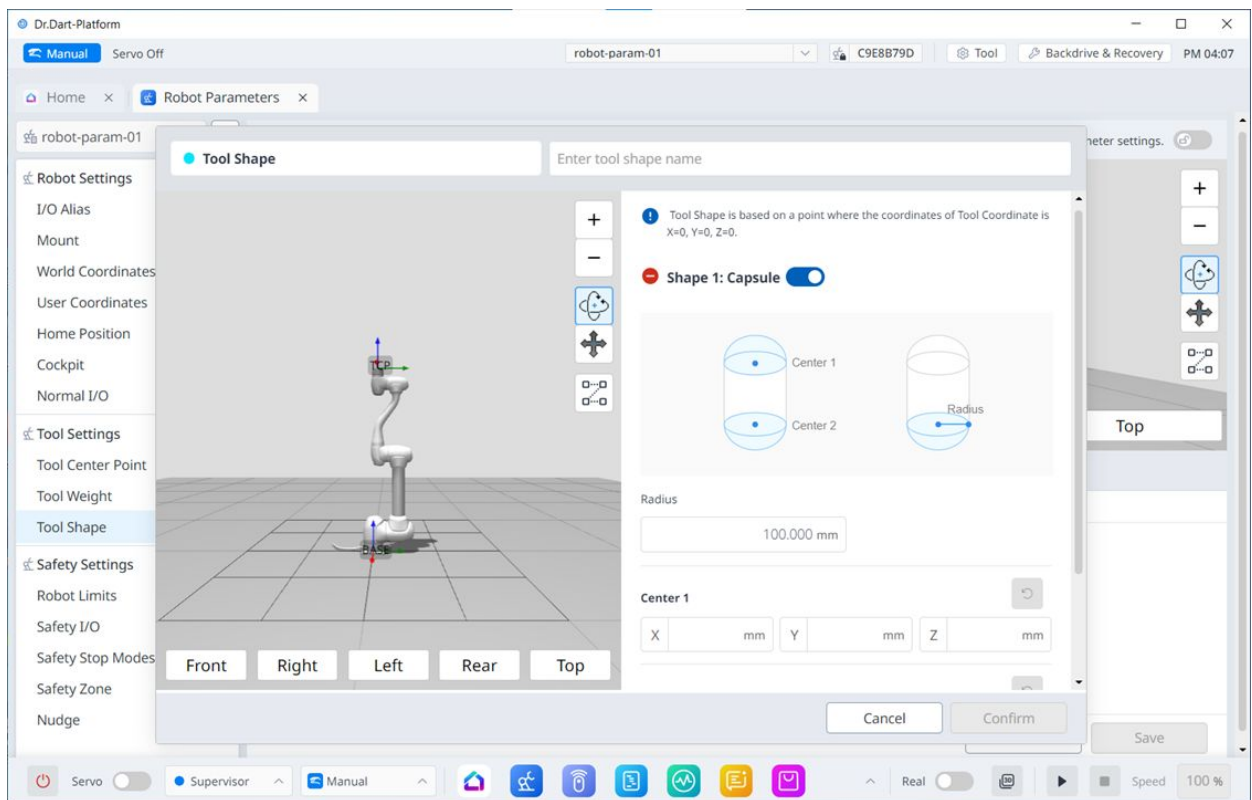 Dr.Dart-Platform
Manual Servo Off robot-param-01 C9E8B79D Tool Backdrive & Recovery PM 04:07
Home Robot Parameters
robot-param-01
meter settings.
Tool Shape Enter tool shape name
Robot Settings
I/O Alias
Mount
World Coordinates
User Coordinates
Home Position
Cockpit
Normal I/O
Tool Settings
Tool Center Point
Tool Weight
Tool Shape
Safety Settings
Robot Limits
Safety I/O
Safety Stop Modes
Safety Zone
Nudge
TCP
BASE
Front Right Left Rear Top
Tool Shape is based on a point where the coordinates of Tool Coordinate is
X=0, Y=0, Z=0.
Shape 1: Capsule
Center 1
Center 2
Radius
Radius
100.000 mm
Center 1
X mm Y mm Z mm
Cancel Confirm
Top
Save
Servo Supervisor Manual Real 3D Speed 100 %